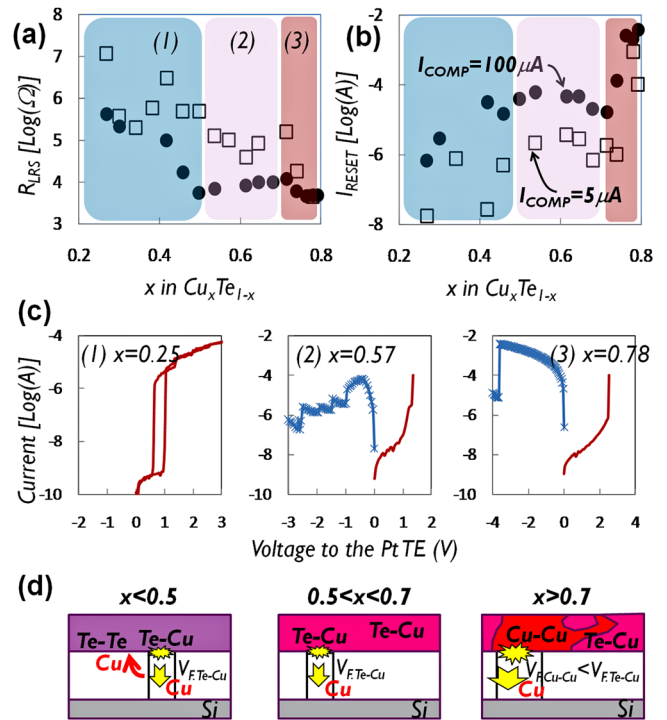 (a)
(b)
(1) (2) (3)
R_LRS [Log(Ω)]
8
7
6
5
4
3
0.2 0.4 0.6 0.8
x in Cu_xTe_1-x
I_RESET [Log(A)]
-2
-4
-6
-8
I_COMP=100 μA
I_COMP=5 μA
0.2 0.4 0.6 0.8
x in Cu_xTe_1-x
(c)
Current [Log(A)]
-4
-6
-8
-10
(1) x=0.25
0 1 2 3
-2
-4
-6
-8
-10
(2) x=0.57
-3 -2 -1 0 1 2
-2
-4
-6
-8
-10
(3) x=0.78
-4 -2 0 2 4
Voltage to the Pt TE (V)
(d)
x<0.5 0.5<x<0.7 x>0.7
Te-Te Te-Cu
Cu V_F.Te-Cu
Cu
Si
Te-Cu Te-Cu
V_F.Te-Cu
Cu
Si
Cu-Cu Te-Cu
V_F.Cu-Cu<V_F.Te-Cu
Cu
Si